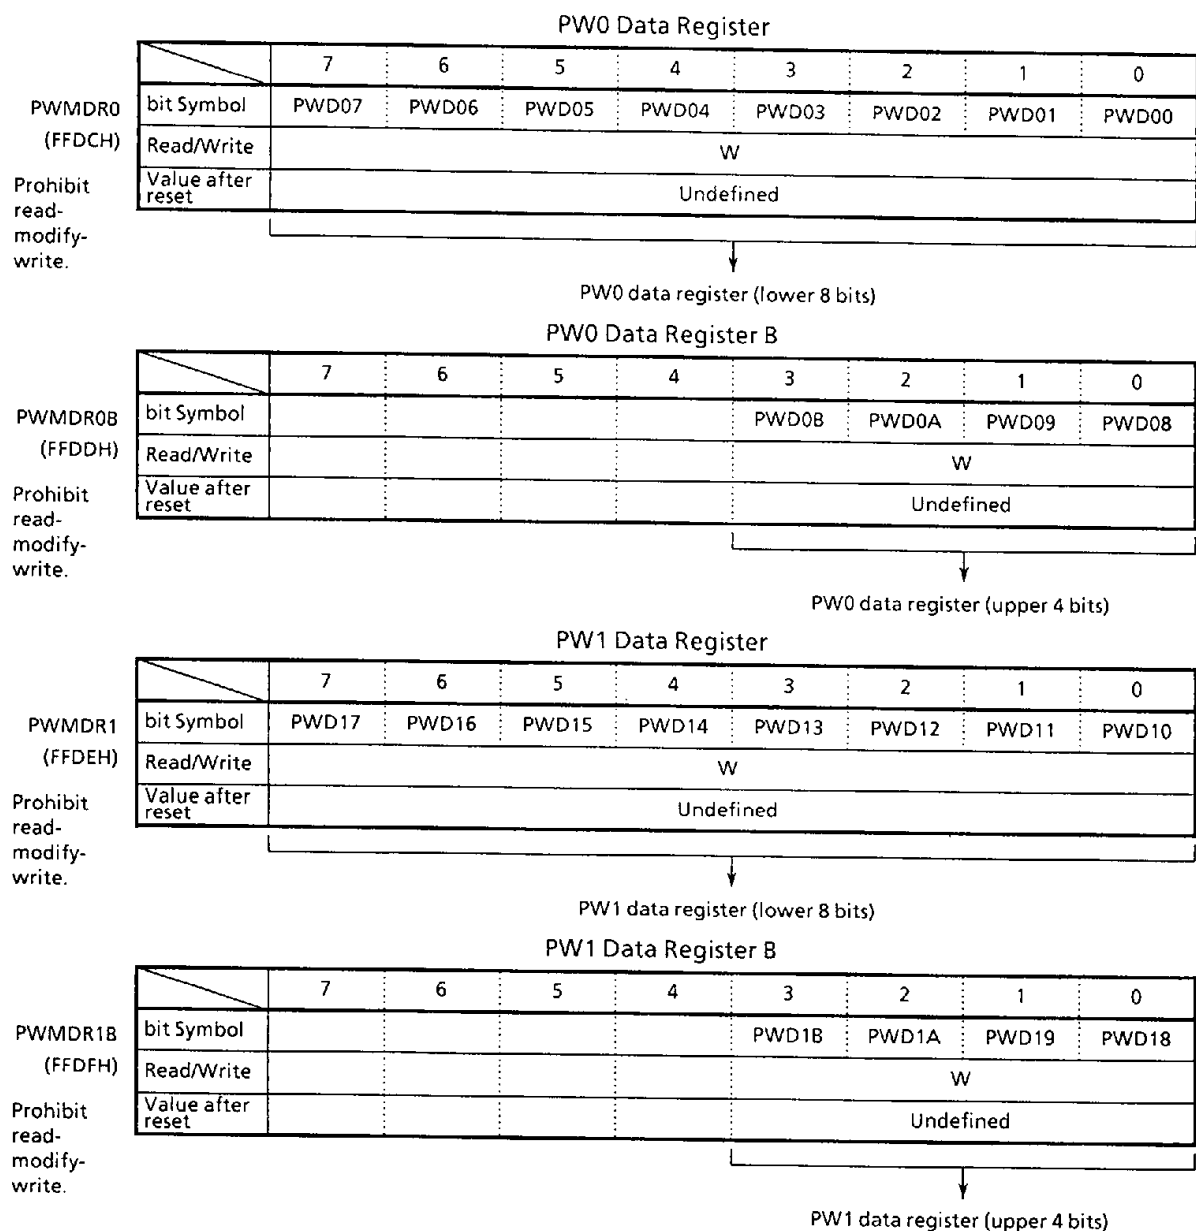 PW0 Data Register
7 6 5 4 3 2 1 0
PWMDR0 bit Symbol PWD07 PWD06 PWD05 PWD04 PWD03 PWD02 PWD01 PWD00
(FFDCH) Read/Write W
Prohibit Value after Undefined
read- reset
modify-
write.
PW0 data register (lower 8 bits)
PW0 Data Register B
7 6 5 4 3 2 1 0
PWMDR0B bit Symbol PWD0B PWD0A PWD09 PWD08
(FFDDH) Read/Write W
Prohibit Value after Undefined
read- reset
modify-
write.
PW0 data register (upper 4 bits)
PW1 Data Register
7 6 5 4 3 2 1 0
PWMDR1 bit Symbol PWD17 PWD16 PWD15 PWD14 PWD13 PWD12 PWD11 PWD10
(FFDEH) Read/Write W
Prohibit Value after Undefined
read- reset
modify-
write.
PW1 data register (lower 8 bits)
PW1 Data Register B
7 6 5 4 3 2 1 0
PWMDR1B bit Symbol PWD1B PWD1A PWD19 PWD18
(FFDFH) Read/Write W
Prohibit Value after Undefined
read- reset
modify-
write.
PW1 data register (upper 4 bits)